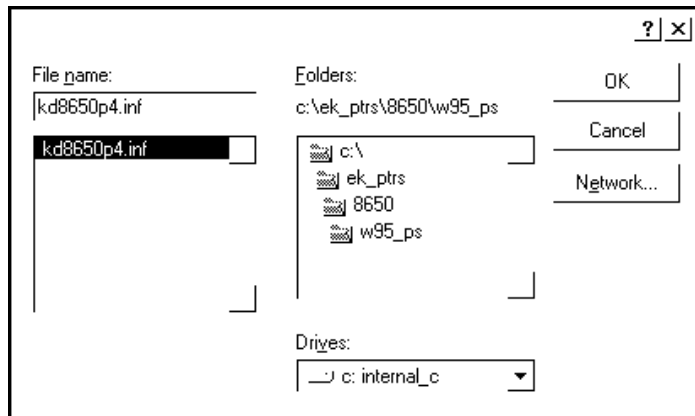 File name:
kd8650p4.inf
kd8650p4.inf
Folders:
c:\ek_ptrs\8650\w95_ps
c:\
ek_ptrs
8650
w95_ps
Drives:
c: internal_c
?
OK
Cancel
Network...